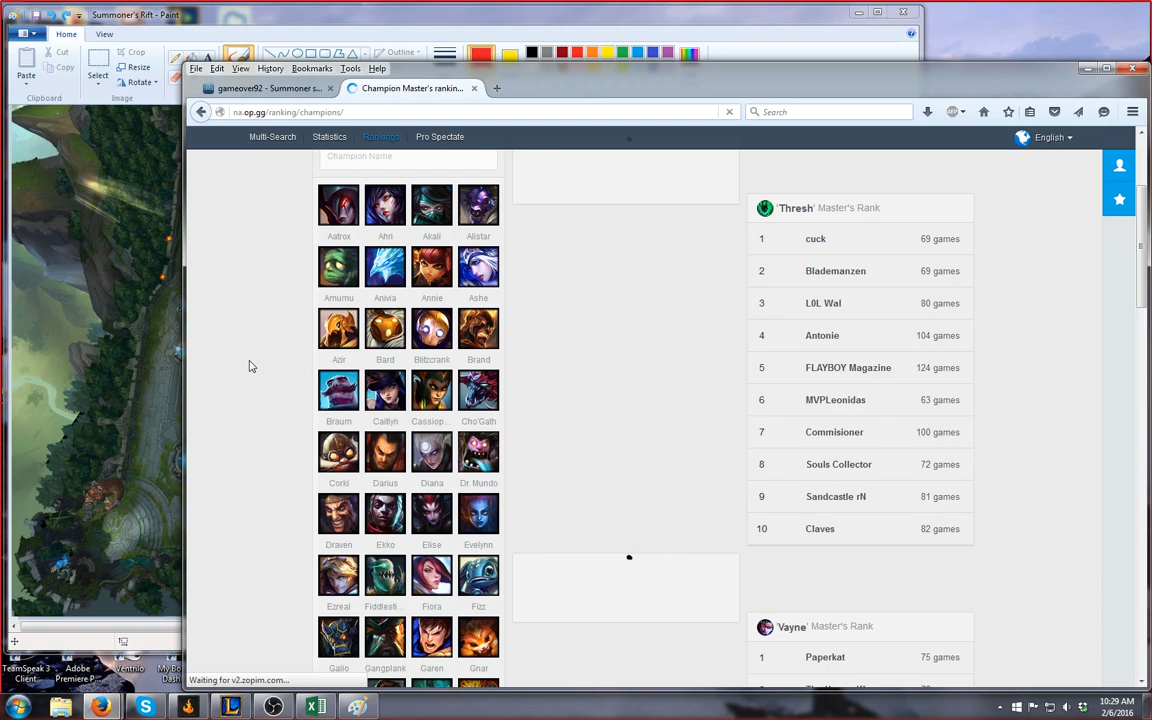 Summoner's Rift - Paint
Home View
Paste
Cut
Copy
Clipboard
Select
Crop
Resize
Rotate
Image
Outline
File Edit View History Bookmarks Tools Help
gameover92 - Summoner s...
Champion Master's rankin...
na.op.gg/ranking/champions/
Search
Multi-Search Statistics Rankings Pro Spectate
English
Champion Name
Aatrox Ahri Akali Alistar
Amumu Anivia Annie Ashe
Azir Bard Blitzcrank Brand
Braum Caitlyn Cassiop... Cho'Gath
Corki Darius Diana Dr. Mundo
Draven Ekko Elise Evelynn
Ezreal Fiddlesti... Fiora Fizz
Galio Gangplank Garen Gnar
'Thresh' Master's Rank
1 cuck 69 games
2 Blademanzen 69 games
3 L0L Wal 80 games
4 Antonie 104 games
5 FLAYBOY Magazine 124 games
6 MVPLeonidas 63 games
7 Commisioner 100 games
8 Souls Collector 72 games
9 Sandcastle rN 81 games
10 Claves 82 games
'Vayne' Master's Rank
1 Paperkat 75 games
Waiting for v2.zopim.com...
TeamSpeak 3
Client
Adobe
Premiere P...
Ventrilo
My Bo
Dash
10:29 AM
2/6/2016